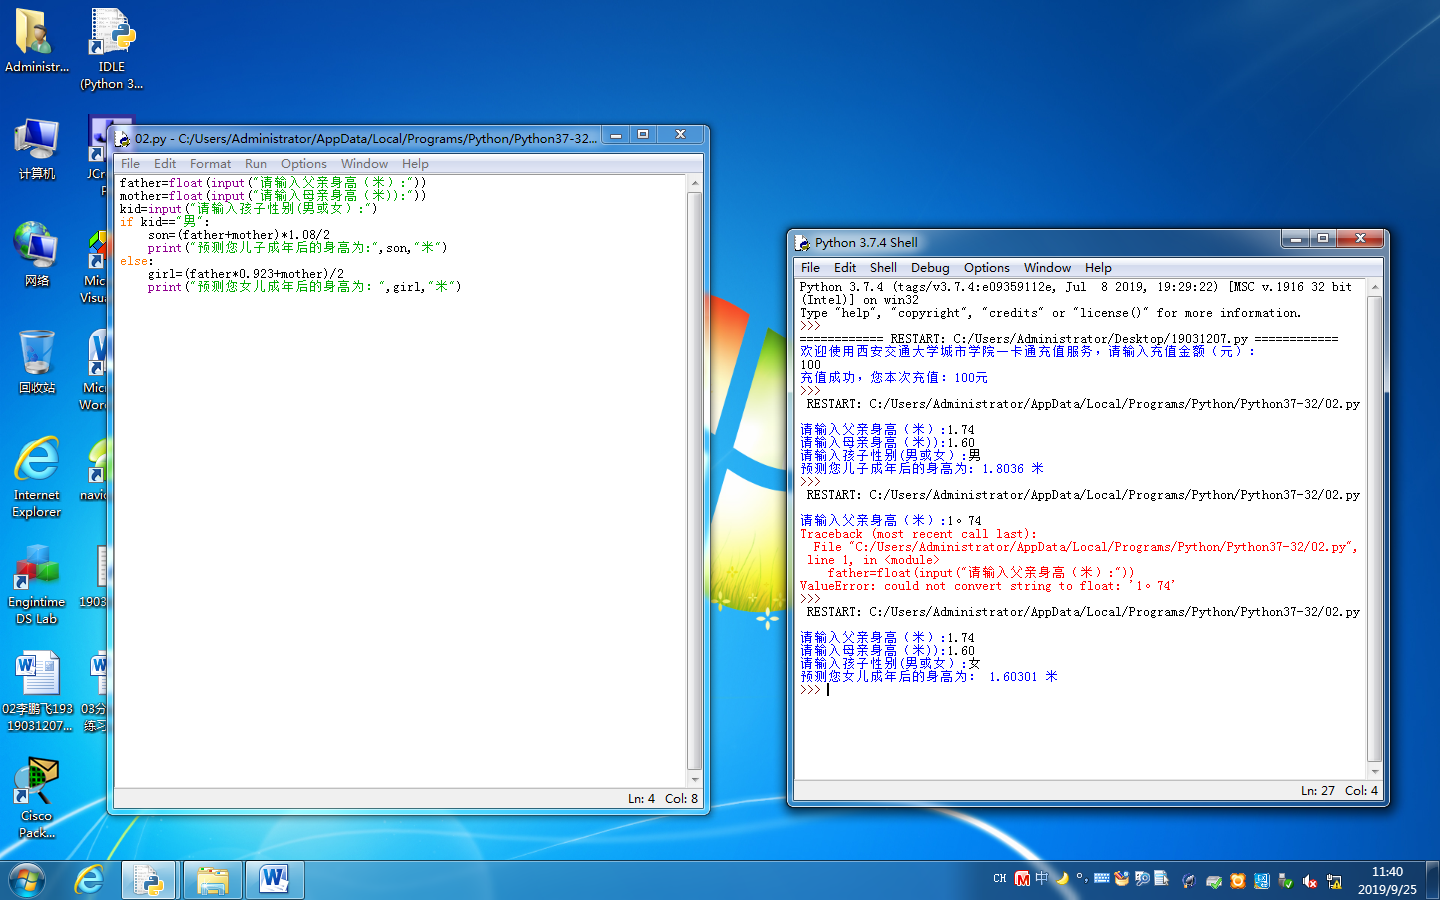 Administr...
IDLE
(Python 3...
计算机
网络
Mic
Visua
回收站
Micr
Word
Internet
Explorer
navic
Engintime
DS Lab
1903
02李鹏飞193
19031207...
03分
练习
Cisco
Pack...
02.py - C:/Users/Administrator/AppData/Local/Programs/Python/Python37-32...
File Edit Format Run Options Window Help
father=float(input("请输入父亲身高（米）:"))
mother=float(input("请输入母亲身高（米)):"))
kid=input("请输入孩子性别(男或女）:")
if kid=="男":
    son=(father+mother)*1.08/2
    print("预测您儿子成年后的身高为:",son,"米")
else:
    girl=(father*0.923+mother)/2
    print("预测您女儿成年后的身高为：",girl,"米")
Ln: 4 Col: 8
Python 3.7.4 Shell
File Edit Shell Debug Options Window Help
Python 3.7.4 (tags/v3.7.4:e09359112e, Jul  8 2019, 19:29:22) [MSC v.1916 32 bit
(Intel)] on win32
Type "help", "copyright", "credits" or "license()" for more information.
>>>
============ RESTART: C:/Users/Administrator/Desktop/19031207.py ============
欢迎使用西安交通大学城市学院一卡通充值服务，请输入充值金额（元）：
100
充值成功，您本次充值：100元
>>>
 RESTART: C:/Users/Administrator/AppData/Local/Programs/Python/Python37-32/02.py
请输入父亲身高（米）:1.74
请输入母亲身高（米)):1.60
请输入孩子性别(男或女）:男
预测您儿子成年后的身高为: 1.8036 米
>>>
 RESTART: C:/Users/Administrator/AppData/Local/Programs/Python/Python37-32/02.py
请输入父亲身高（米）:1。74
Traceback (most recent call last):
  File "C:/Users/Administrator/AppData/Local/Programs/Python/Python37-32/02.py",
 line 1, in <module>
    father=float(input("请输入父亲身高（米）:"))
ValueError: could not convert string to float: '1。74'
>>>
 RESTART: C:/Users/Administrator/AppData/Local/Programs/Python/Python37-32/02.py
请输入父亲身高（米）:1.74
请输入母亲身高（米)):1.60
请输入孩子性别(男或女）:女
预测您女儿成年后的身高为： 1.60301 米
>>>
Ln: 27 Col: 4
CH
中
11:40
2019/9/25